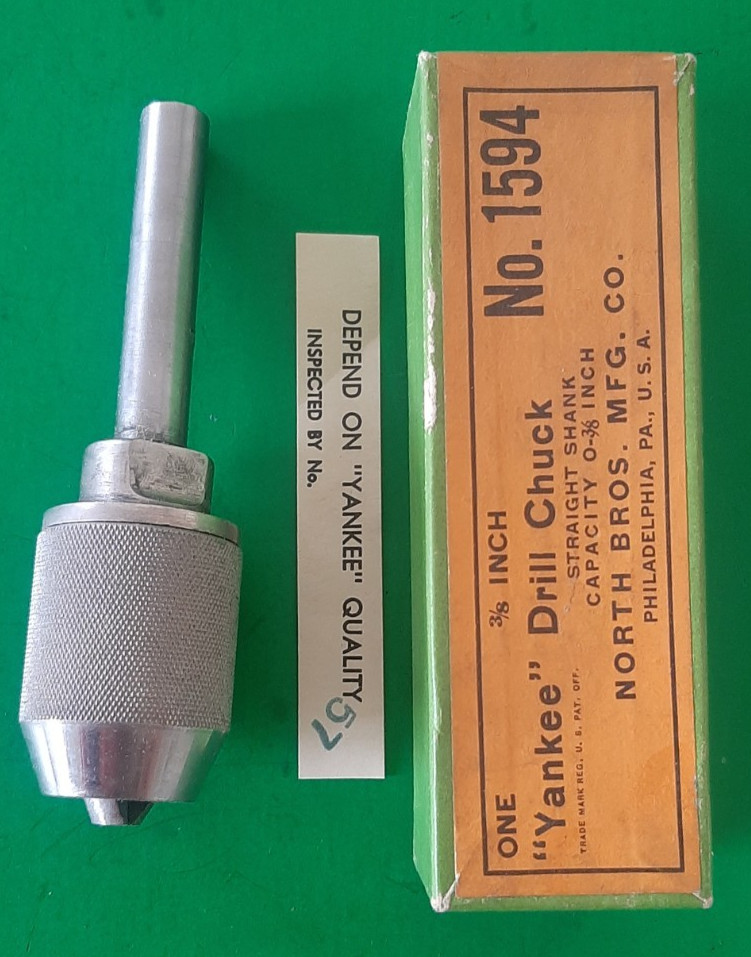 DEPEND ON "YANKEE" QUALITY
INSPECTED BY No. 57
ONE 3/8 INCH No. 1594
"Yankee" Drill Chuck
TRADE MARK REG. U. S. PAT. OFF. STRAIGHT SHANK
CAPACITY 0-3/8 INCH
NORTH BROS. MFG. CO.
PHILADELPHIA, PA., U. S. A.